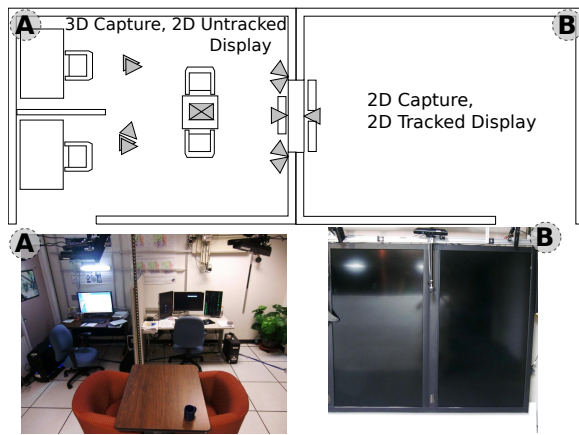 A
3D Capture, 2D Untracked
Display
B
2D Capture,
2D Tracked Display
A
B